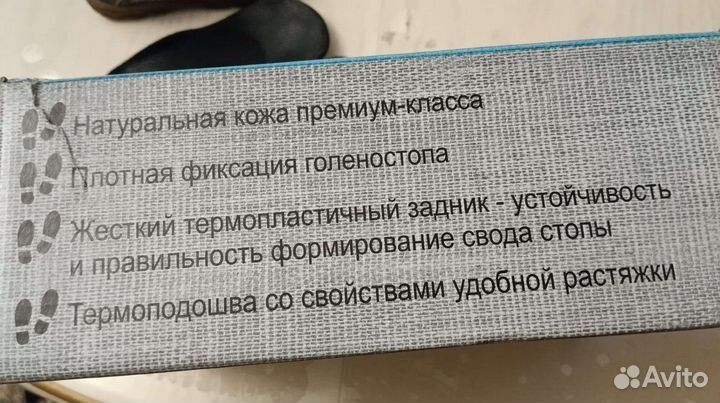 Натуральная кожа премиум-класса
Плотная фиксация голеностопа
Жесткий термопластичный задник - устойчивость
и правильность формирование свода стопы
Термоподошва со свойствами удобной растяжки
Avito